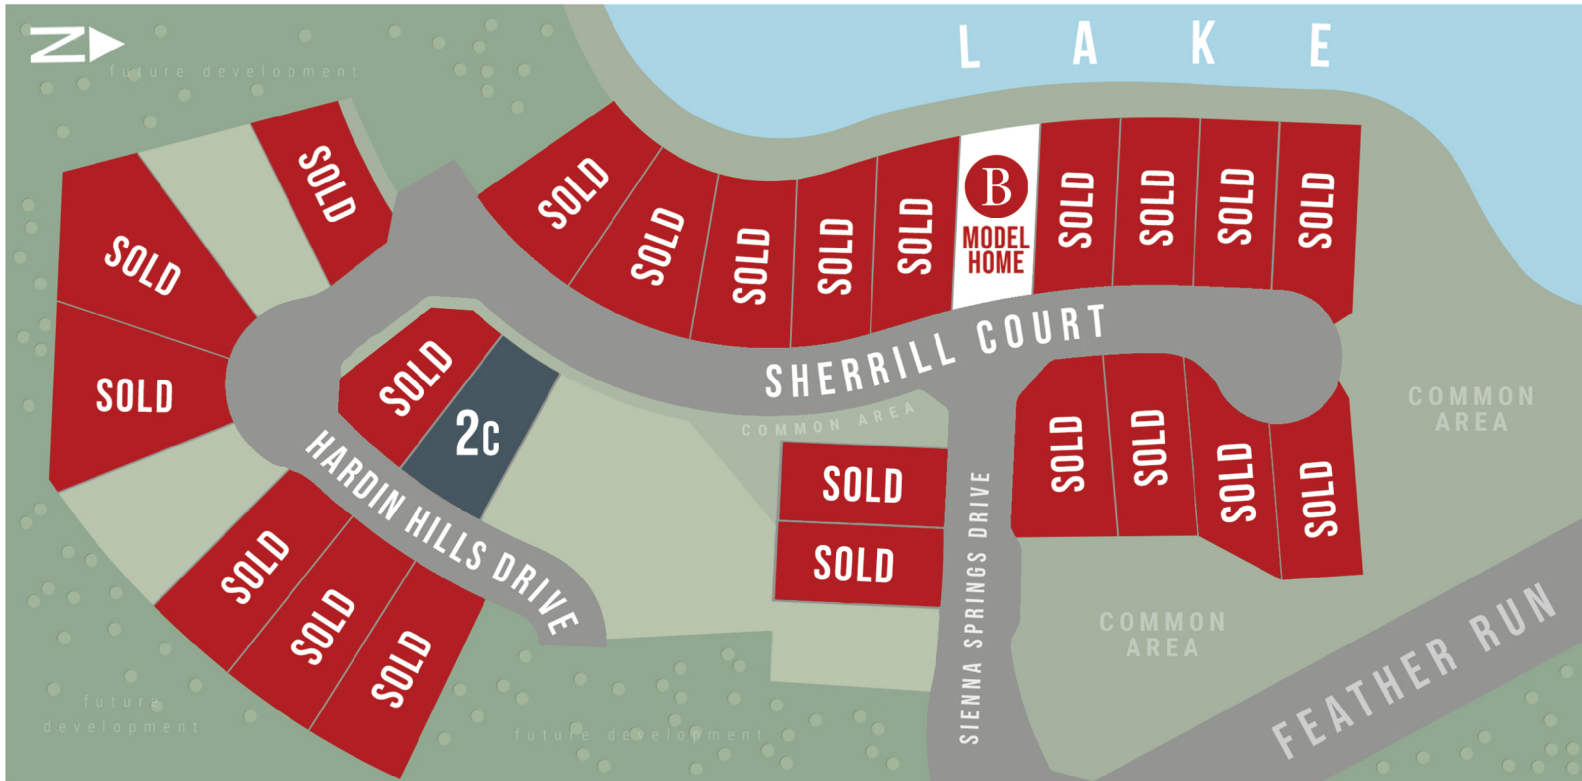 N
future development
LAKE
SOLD
SOLD
SOLD
SOLD
SOLD
SOLD
SOLD
SOLD
B
MODEL
HOME
SOLD
SOLD
SOLD
SOLD
SOLD
SOLD
2C
SHERRILL COURT
COMMON AREA
HARDIN HILLS DRIVE
SOLD
SOLD
SOLD
SOLD
SOLD
SIENNA SPRINGS DRIVE
SOLD
SOLD
SOLD
SOLD
COMMON
AREA
COMMON
AREA
FEATHER RUN
future
development
future development